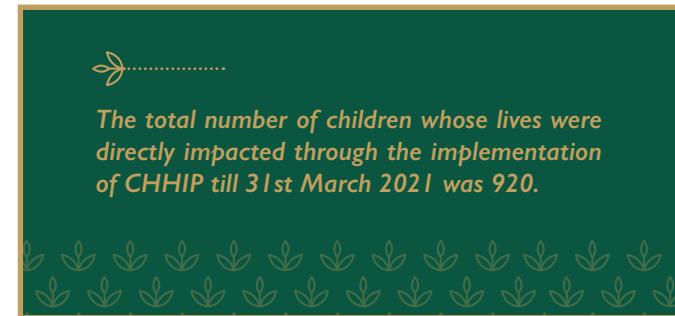 The total number of children whose lives were
directly impacted through the implementation
of CHHIP till 31st March 2021 was 920.